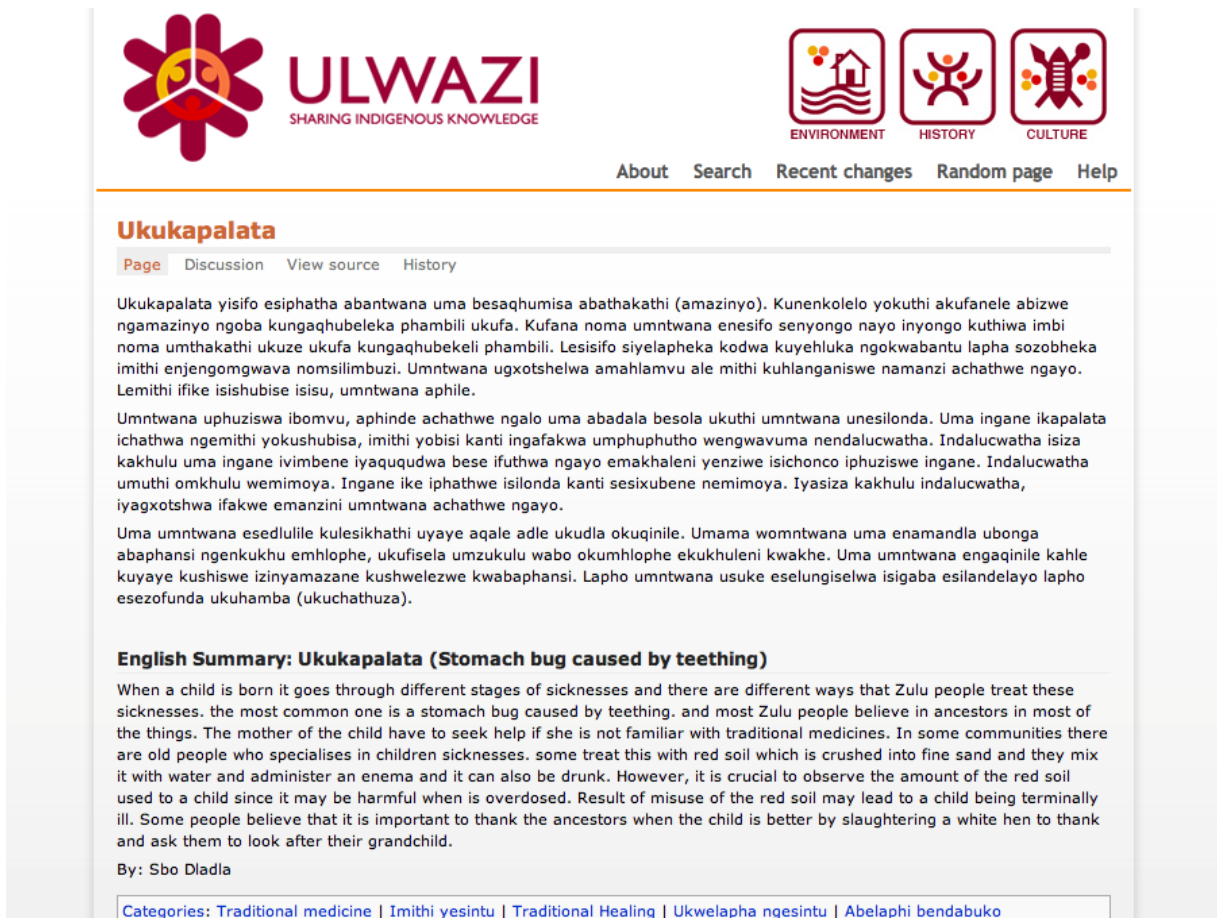 ULWAZI
SHARING INDIGENOUS KNOWLEDGE
ENVIRONMENT HISTORY CULTURE
About Search Recent changes Random page Help
Ukukapalata
Page Discussion View source History
Ukukapalata yisifo esiphatha abantwana uma besaqhumisa abathakathi (amazinyo). Kunenkolelo yokuthi akufanele abizwe
ngamazinyo ngoba kungaqhubeleka phambili ukufa. Kufana noma umntwana enesifo senyongo nayo inyongo kuthiwa imbi
noma umthakathi ukuze ukufa kungaqhubekeli phambili. Lesisifo siyelapheka kodwa kuyehluka ngokwabantu lapha sozobheka
imithi enjengomgwava nomsilimbuzi. Umntwana ugxotshelwa amahlamvu ale mithi kuhlanganiswe namanzi achathwe ngayo.
Lemithi ifike isishubise isisu, umntwana aphile.
Umntwana uphuziswa ibomvu, aphinde achathwe ngalo uma abadala besola ukuthi umntwana unesilonda. Uma ingane ikapalata
ichathwa ngemithi yokushubisa, imithi yobisi kanti ingafakwa umphuphutho wengwavuma nendalucwatha. Indalucwatha isiza
kakhulu uma ingane ivimbene iyaququdwa bese ifuthwa ngayo emakhaleni yenziwe isichonco iphuziswe ingane. Indalucwatha
umuthi omkhulu wemimoya. Ingane ike iphathwe isilonda kanti sesixubene nemimoya. Iyasiza kakhulu indalucwatha,
iyagxotshwa ifakwe emanzini umntwana achathwe ngayo.
Uma umntwana esedlulile kulesikhathi uyaye aqale adle ukudla okuqinile. Umama womntwana uma enamandla ubonga
abaphansi ngenkukhu emhlophe, ukufisela umzukulu wabo okumhlophe ekukhuleni kwakhe. Uma umntwana engaqinile kahle
kuyaye kushiswe izinyamazane kushwelezwe kwabaphansi. Lapho umntwana usuke eselungiselwa isigaba esilandelayo lapho
esezofunda ukuhamba (ukuchathuza).
English Summary: Ukukapalata (Stomach bug caused by teething)
When a child is born it goes through different stages of sicknesses and there are different ways that Zulu people treat these
sicknesses. the most common one is a stomach bug caused by teething. and most Zulu people believe in ancestors in most of
the things. The mother of the child have to seek help if she is not familiar with traditional medicines. In some communities there
are old people who specialises in children sicknesses. some treat this with red soil which is crushed into fine sand and they mix
it with water and administer an enema and it can also be drunk. However, it is crucial to observe the amount of the red soil
used to a child since it may be harmful when is overdosed. Result of misuse of the red soil may lead to a child being terminally
ill. Some people believe that it is important to thank the ancestors when the child is better by slaughtering a white hen to thank
and ask them to look after their grandchild.
By: Sbo Dladla
Categories: Traditional medicine | Imithi yesintu | Traditional Healing | Ukwelapha ngesintu | Abelaphi bendabuko